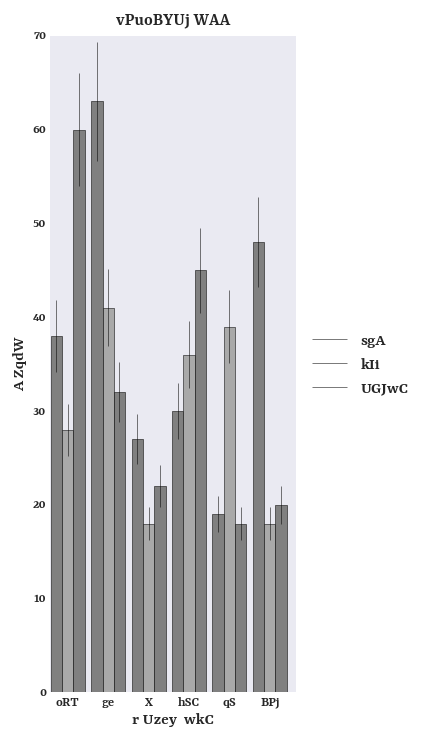 vPuoBYUj WAA
70
60
50
40
30
20
10
0
A ZqdW
oRT ge X hSC qS BPj
r Uzey wkC
sgA
kIi
UGJwC